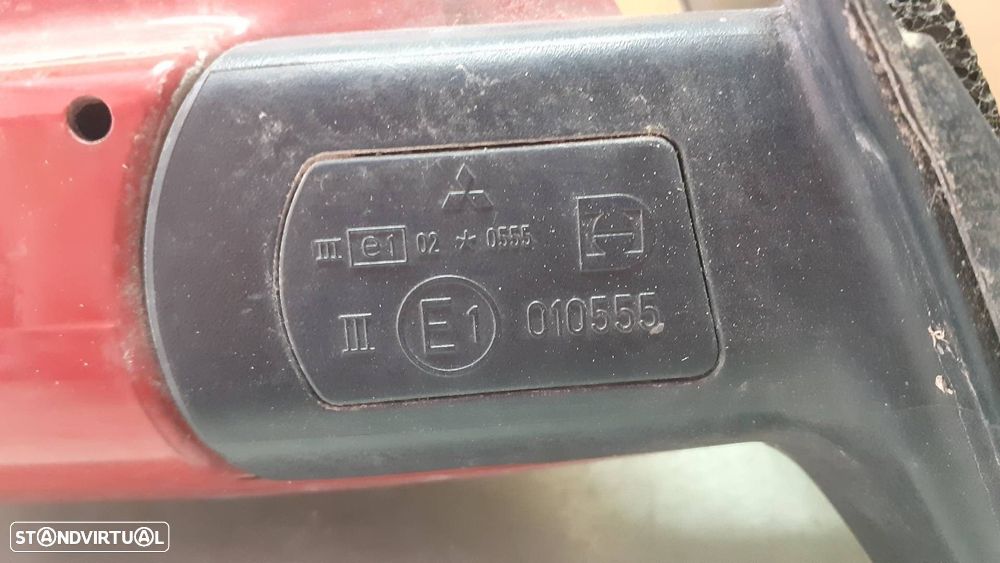 III e1 02 * 0555
III E1 010555
STANDVIRTUAL